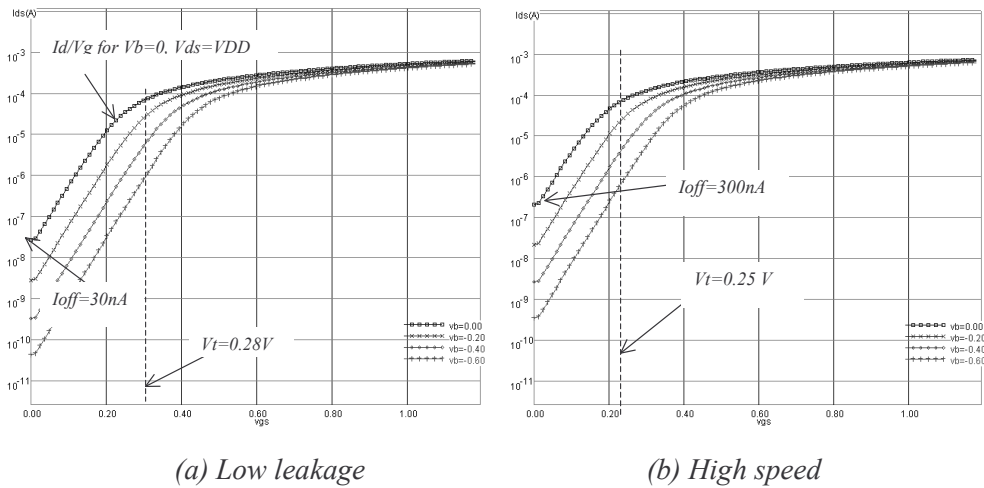 Ids(A)
Id/Vg for Vb=0, Vds=VDD
10-3
10-4
10-5
10-6
10-7
10-8
10-9
10-10
10-11
Ioff=30nA
Vt=0.28V
vb=0.00
vb=-0.20
vb=-0.40
vb=-0.60
0.00 0.20 0.40 0.60 0.80 1.00
vgs
(a) Low leakage
Ids(A)
10-3
10-4
10-5
10-6
10-7
10-8
10-9
10-10
10-11
Ioff=300nA
Vt=0.25 V
vb=0.00
vb=-0.20
vb=-0.40
vb=-0.60
0.00 0.20 0.40 0.60 0.80 1.00
vgs
(b) High speed